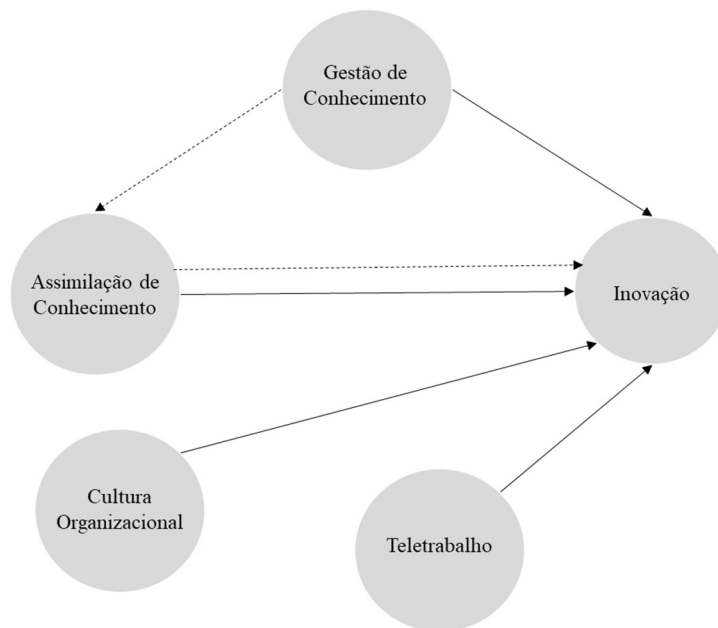 Gestão de
Conhecimento
Assimilação de
Conhecimento
Inovação
Cultura
Organizacional
Teletrabalho